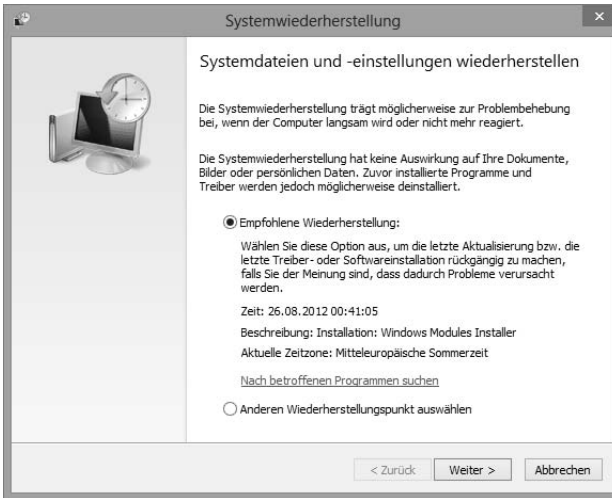 Systemwiederherstellung
Systemdateien und -einstellungen wiederherstellen
Die Systemwiederherstellung trägt möglicherweise zur Problembehebung
bei, wenn der Computer langsam wird oder nicht mehr reagiert.
Die Systemwiederherstellung hat keine Auswirkung auf Ihre Dokumente,
Bilder oder persönlichen Daten. Zuvor installierte Programme und
Treiber werden jedoch möglicherweise deinstalliert.
Empfohlene Wiederherstellung:
Wählen Sie diese Option aus, um die letzte Aktualisierung bzw. die
letzte Treiber- oder Softwareinstallation rückgängig zu machen,
falls Sie der Meinung sind, dass dadurch Probleme verursacht
werden.
Zeit: 26.08.2012 00:41:05
Beschreibung: Installation: Windows Modules Installer
Aktuelle Zeitzone: Mitteleuropäische Sommerzeit
Nach betroffenen Programmen suchen
Anderen Wiederherstellungspunkt auswählen
< Zurück Weiter > Abbrechen